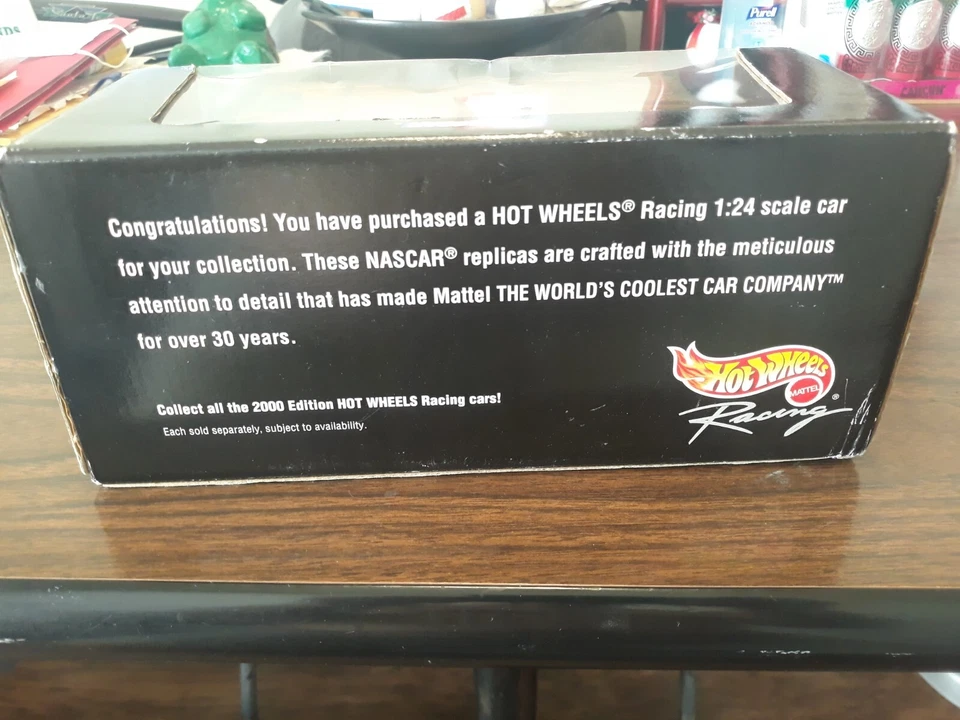 Congratulations! You have purchased a HOT WHEELS® Racing 1:24 scale car
for your collection. These NASCAR® replicas are crafted with the meticulous
attention to detail that has made Mattel THE WORLD'S COOLEST CAR COMPANY™
for over 30 years.
Collect all the 2000 Edition HOT WHEELS Racing cars!
Each sold separately, subject to availability.
Hot Wheels
MATTEL
®
Racing
Purell
CANCUN